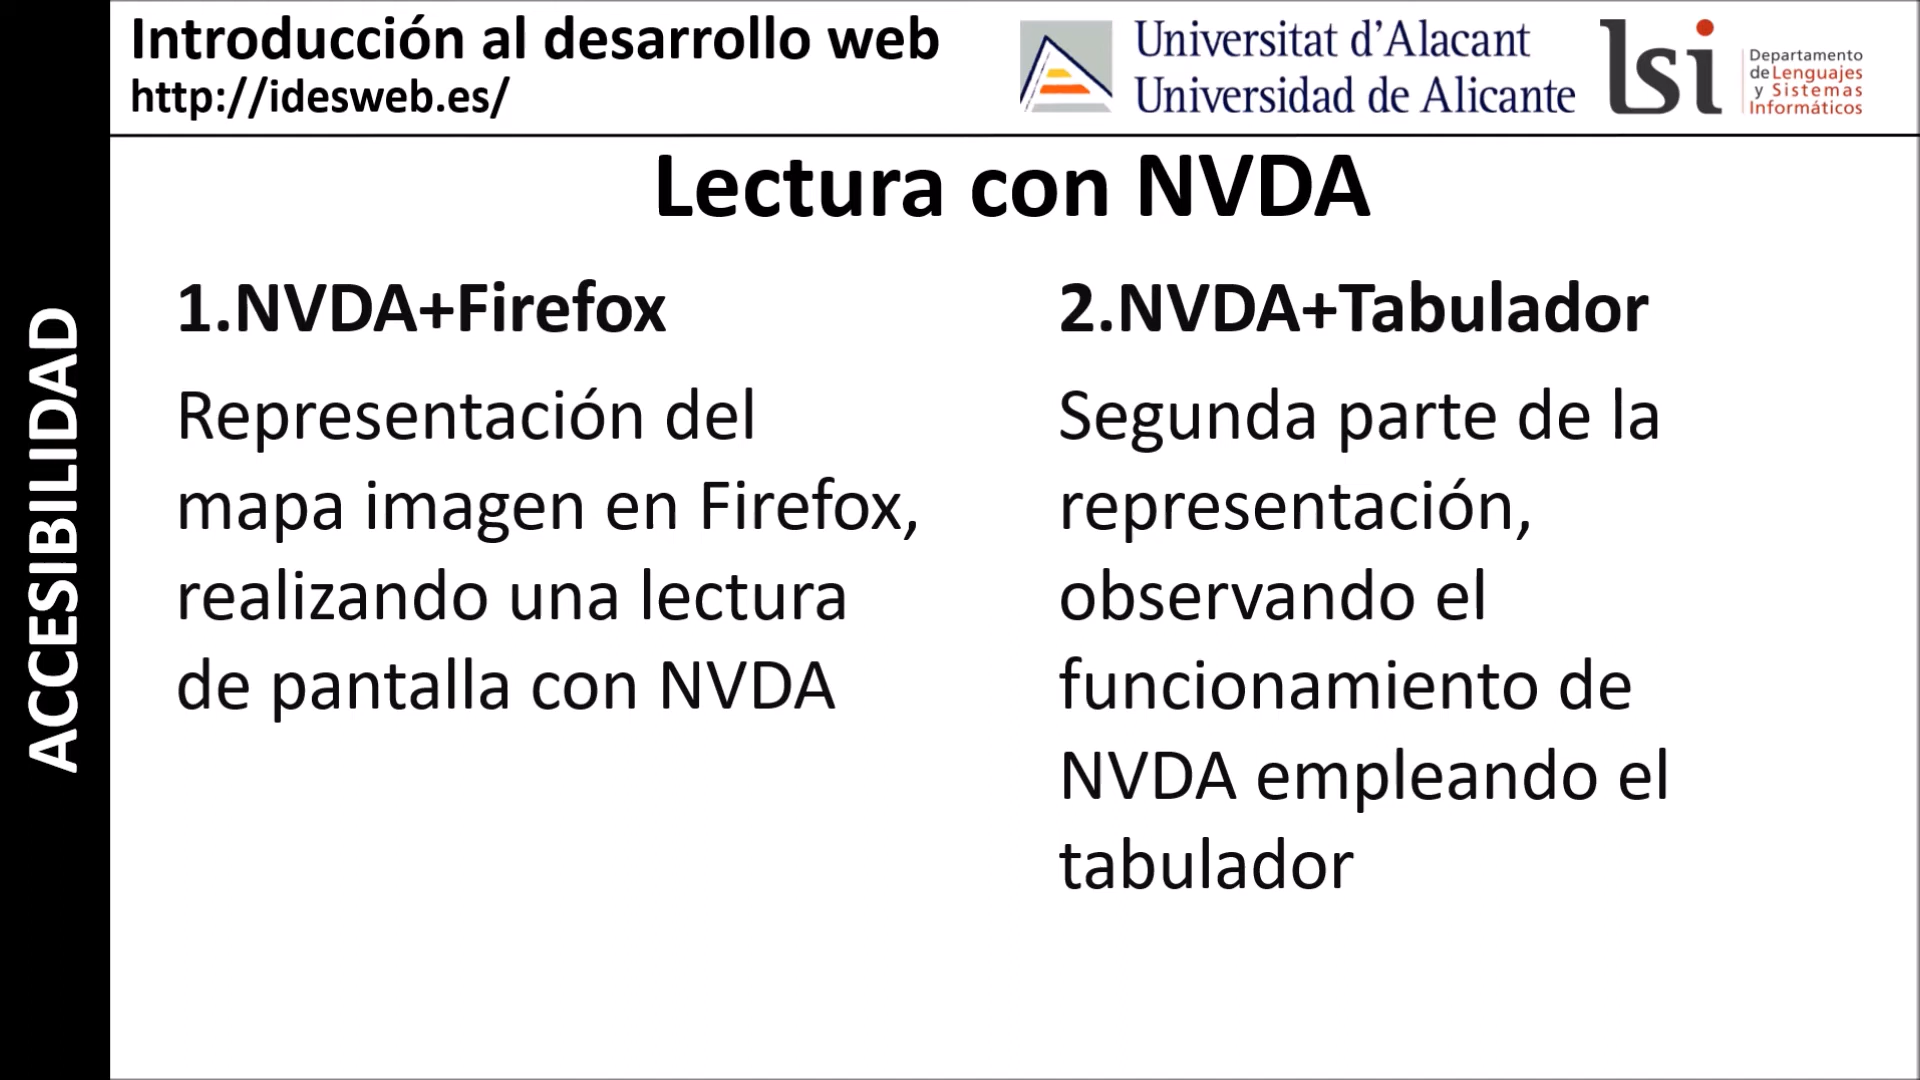 Introducción al desarrollo web
http://idesweb.es/
Universitat d'Alacant
Universidad de Alicante
lsi
Departamento
de Lenguajes
y Sistemas
Informáticos
ACCESIBILIDAD
Lectura con NVDA
1.NVDA+Firefox
Representación del
mapa imagen en Firefox,
realizando una lectura
de pantalla con NVDA
2.NVDA+Tabulador
Segunda parte de la
representación,
observando el
funcionamiento de
NVDA empleando el
tabulador